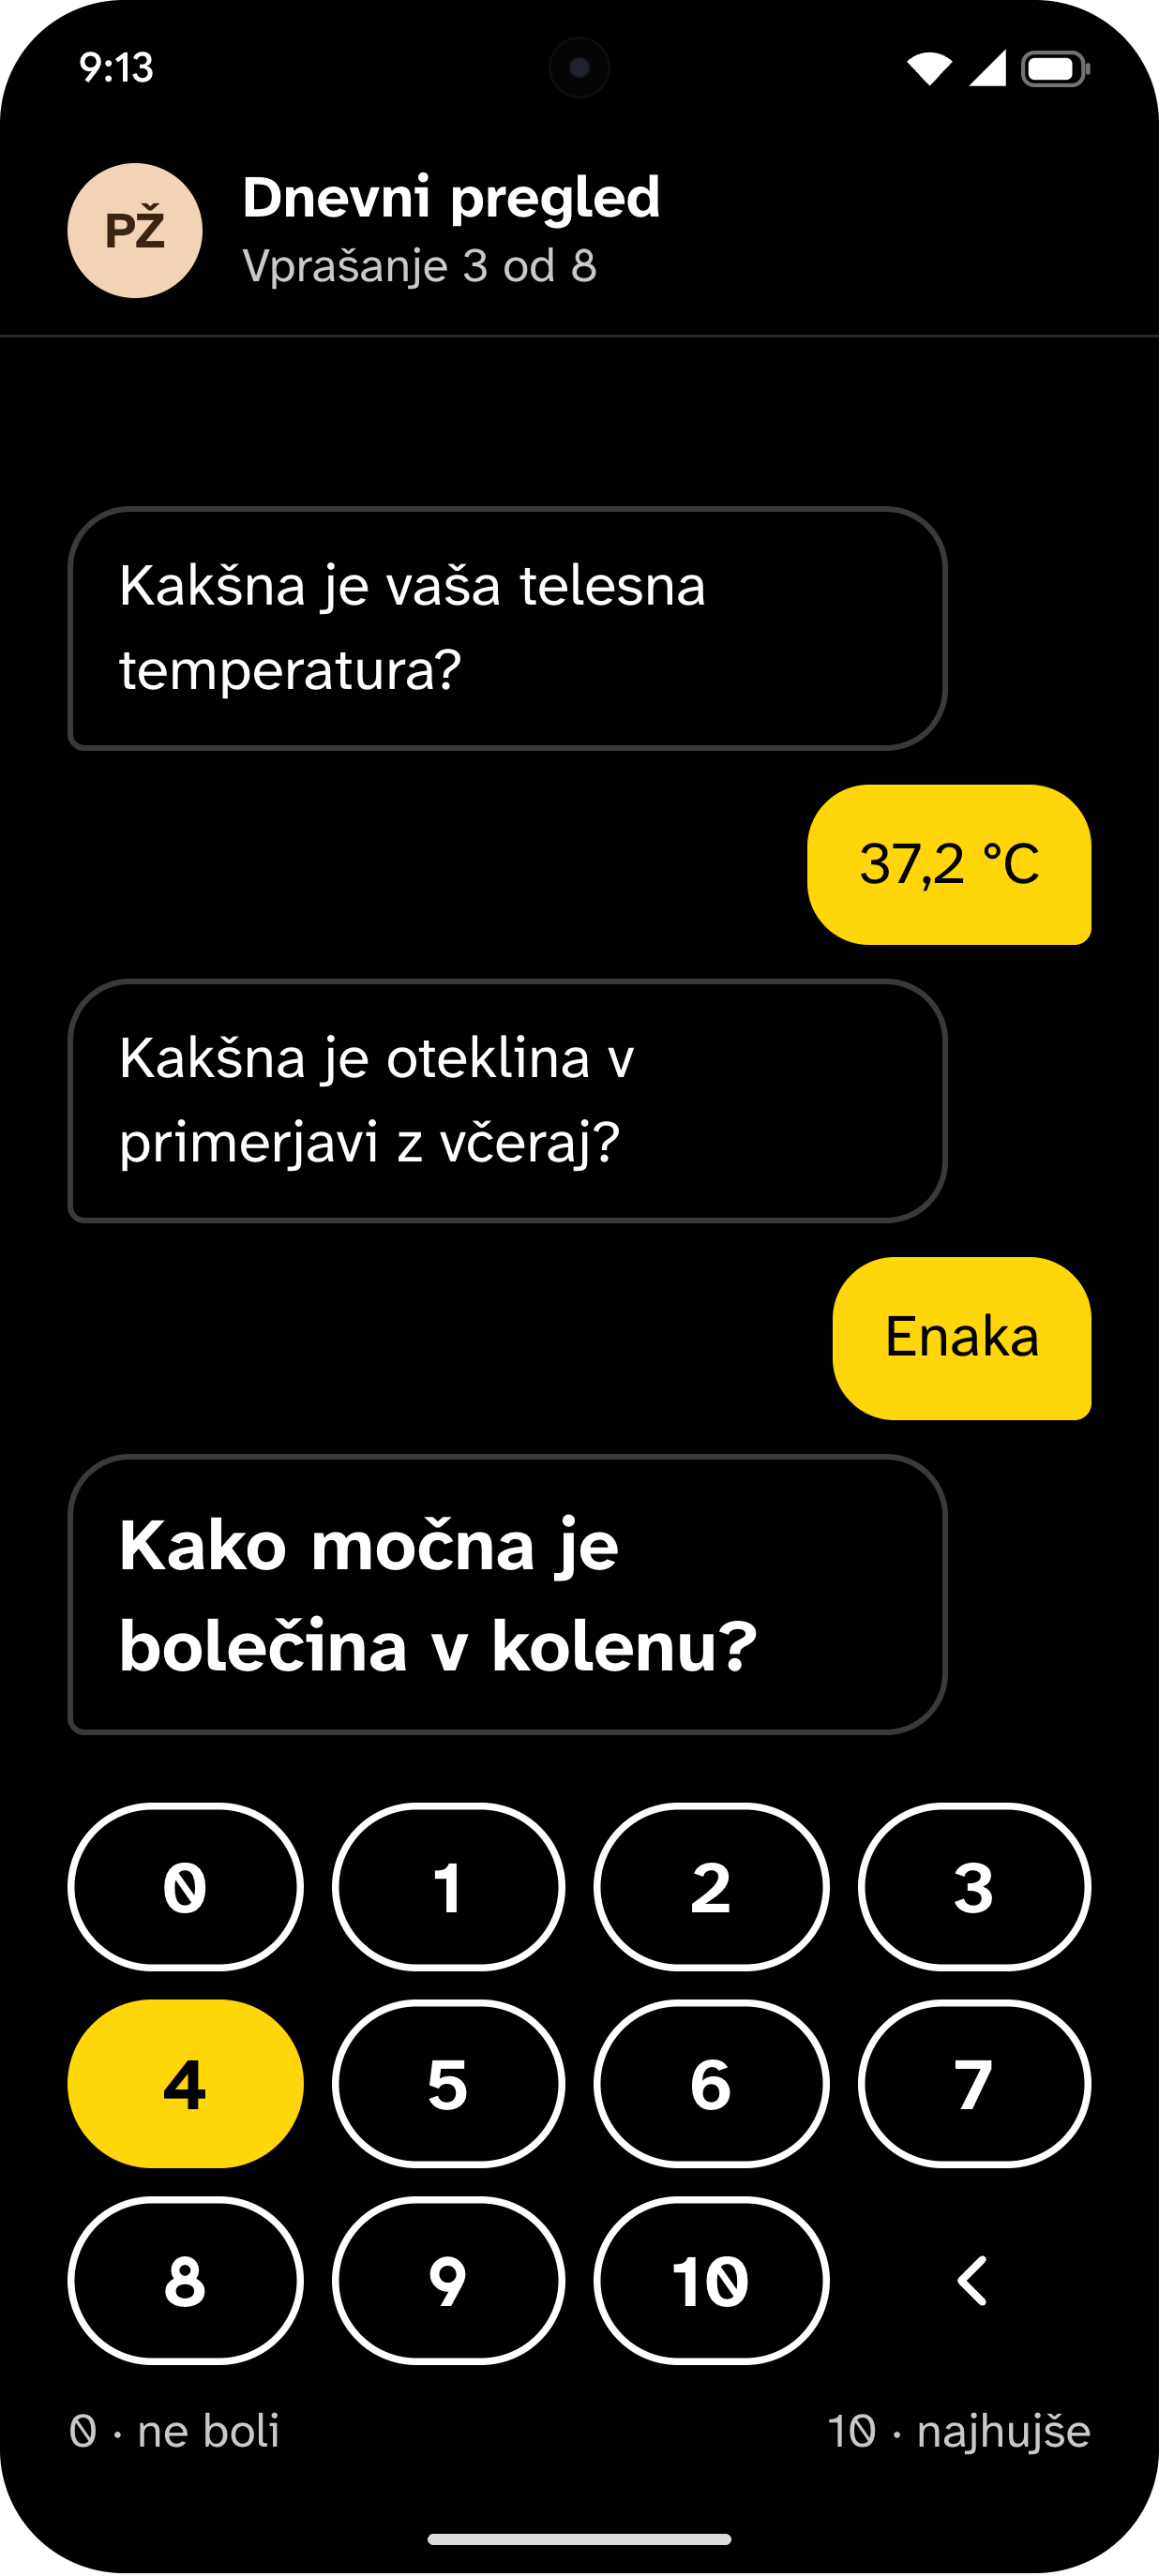 9:13
PŽ
Dnevni pregled
Vprašanje 3 od 8
Kakšna je vaša telesna
temperatura?
37,2 °C
Kakšna je oteklina v
primerjavi z včeraj?
Enaka
Kako močna je
bolečina v kolenu?
0 1 2 3
4 5 6 7
8 9 10
0 · ne boli 10 · najhujše